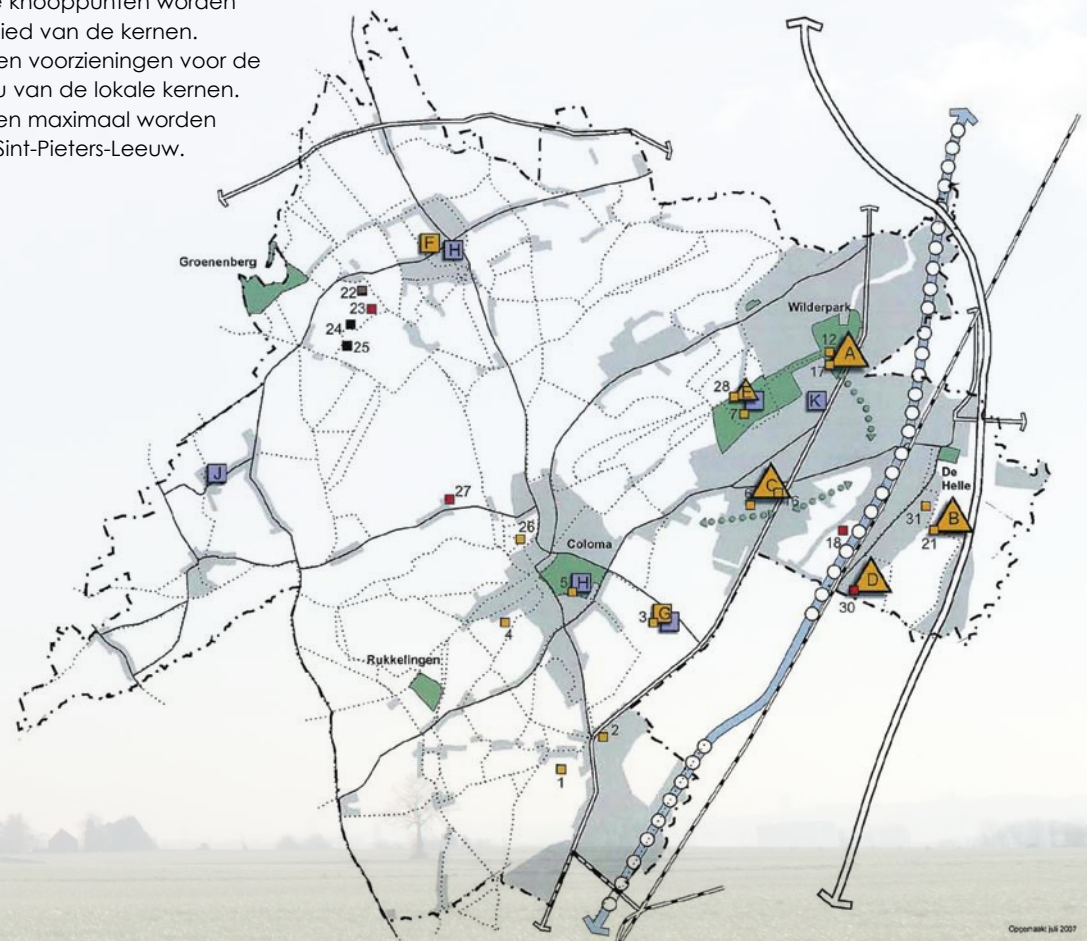 knooppunten worden
ied van de kernen.
en voorzieningen voor de
u van de lokale kernen.
en maximaal worden
Sint-Pieters-Leeuw.
Groenenberg
F
H
22
23
24
25
Wilderpark
12
A
17
28
E
7
K
J
27
C
16
De
Helle
31
B
21
18
26
Coloma
5
H
D
30
3
G
4
Rukkelingen
2
1
Opgemaakt juli 2007